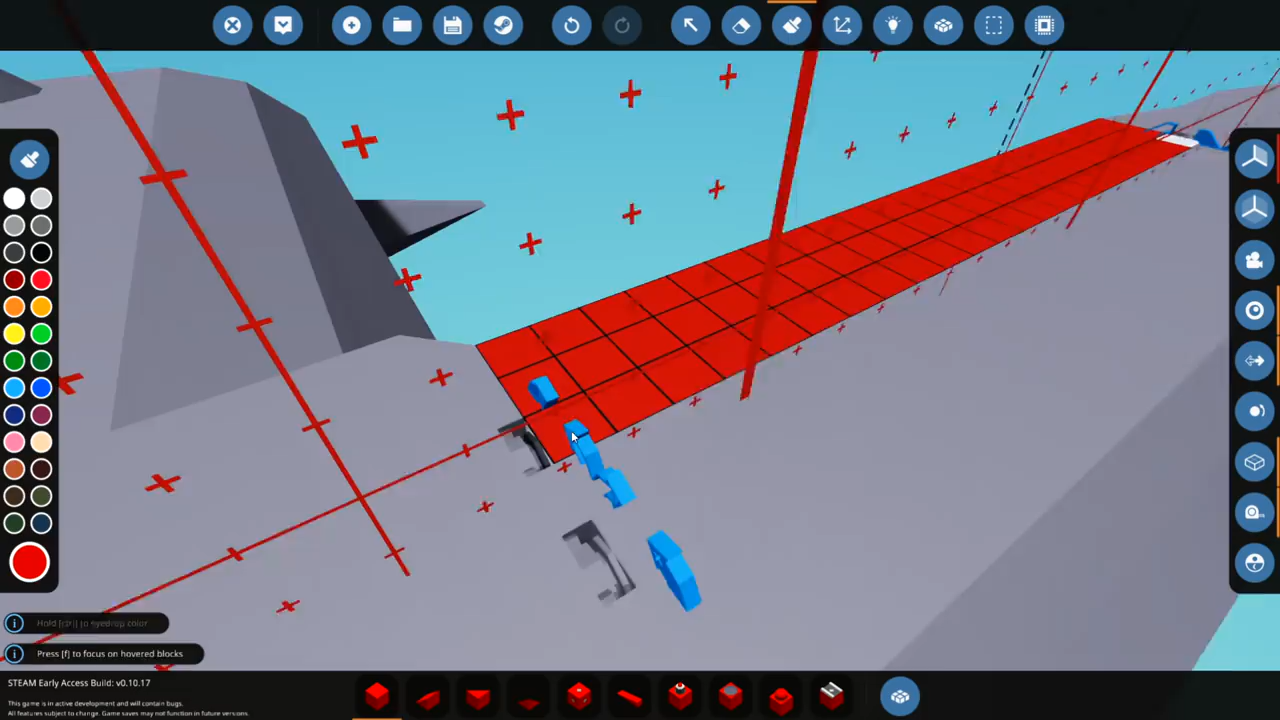 Hold [ctrl] to eyedrop color
Press [f] to focus on hovered blocks
STEAM Early Access Build: v0.10.17
This game is in active development and will contain bugs.
All features subject to change. Game saves may not function in future versions.